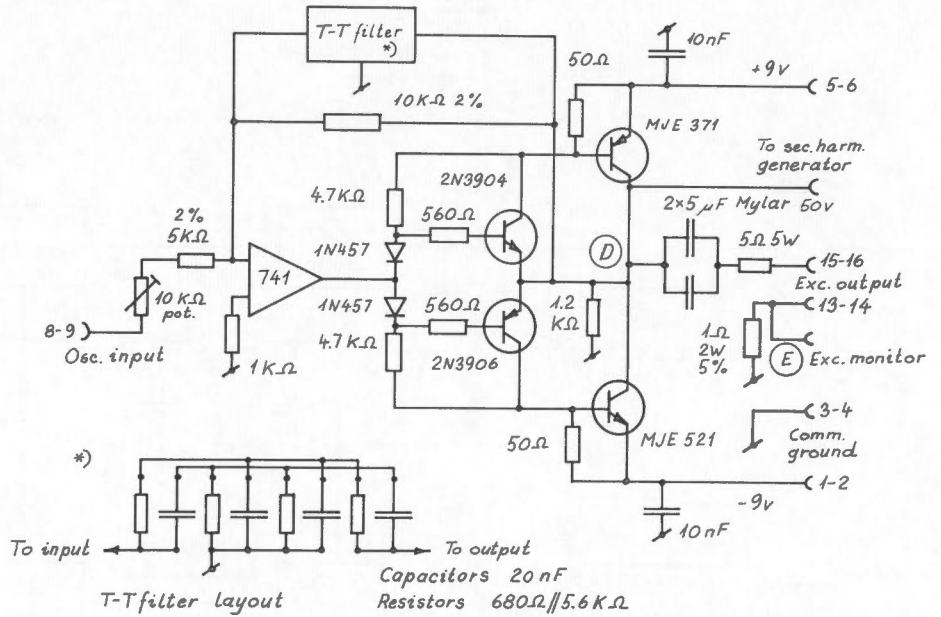 T-T filter
*)
10nF
50Ω
+9v
5-6
10KΩ 2%
MJE 371
To sec. harm.
generator
4.7KΩ
2N3904
2×5µF Mylar 50v
2%
5KΩ
560Ω
1N457
D
5Ω 5W
741
15-16
Exc. output
10KΩ
pot.
1N457
560Ω
1.2
KΩ
13-14
8-9
Osc. input
4.7KΩ
1Ω
2W
5%
E
Exc. monitor
1KΩ
2N3906
3-4
Comm.
ground
50Ω
MJE 521
*)
-9v
1-2
10nF
To input
To output
Capacitors 20nF
T-T filter layout
Resistors 680Ω//5.6KΩ